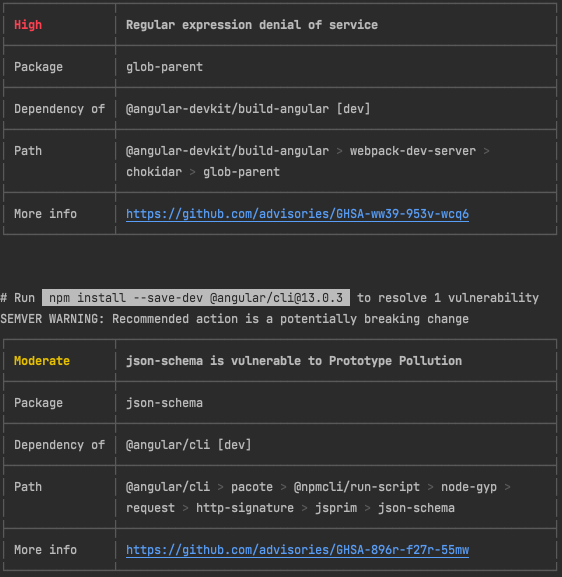 High Regular expression denial of service
Package glob-parent
Dependency of @angular-devkit/build-angular [dev]
Path @angular-devkit/build-angular > webpack-dev-server >
chokidar > glob-parent
More info https://github.com/advisories/GHSA-ww39-953v-wcq6
# Run npm install --save-dev @angular/cli@13.0.3 to resolve 1 vulnerability
SEMVER WARNING: Recommended action is a potentially breaking change
Moderate json-schema is vulnerable to Prototype Pollution
Package json-schema
Dependency of @angular/cli [dev]
Path @angular/cli > pacote > @npmcli/run-script > node-gyp >
request > http-signature > jsprim > json-schema
More info https://github.com/advisories/GHSA-896r-f27r-55mw